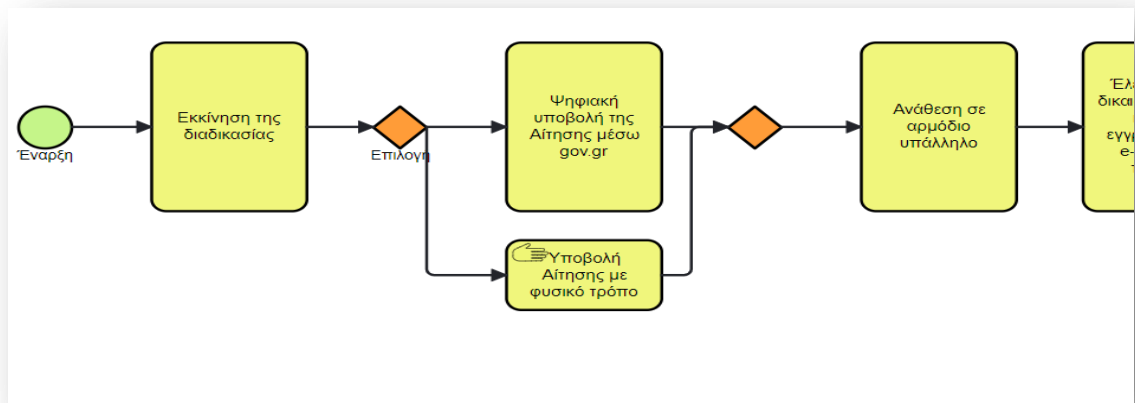 Έναρξη
Εκκίνηση της
διαδικασίας
Επιλογή
Ψηφιακή
υποβολή της
Αίτησης μέσω
gov.gr
Υποβολή
Αίτησης με
φυσικό τρόπο
Ανάθεση σε
αρμόδιο
υπάλληλο